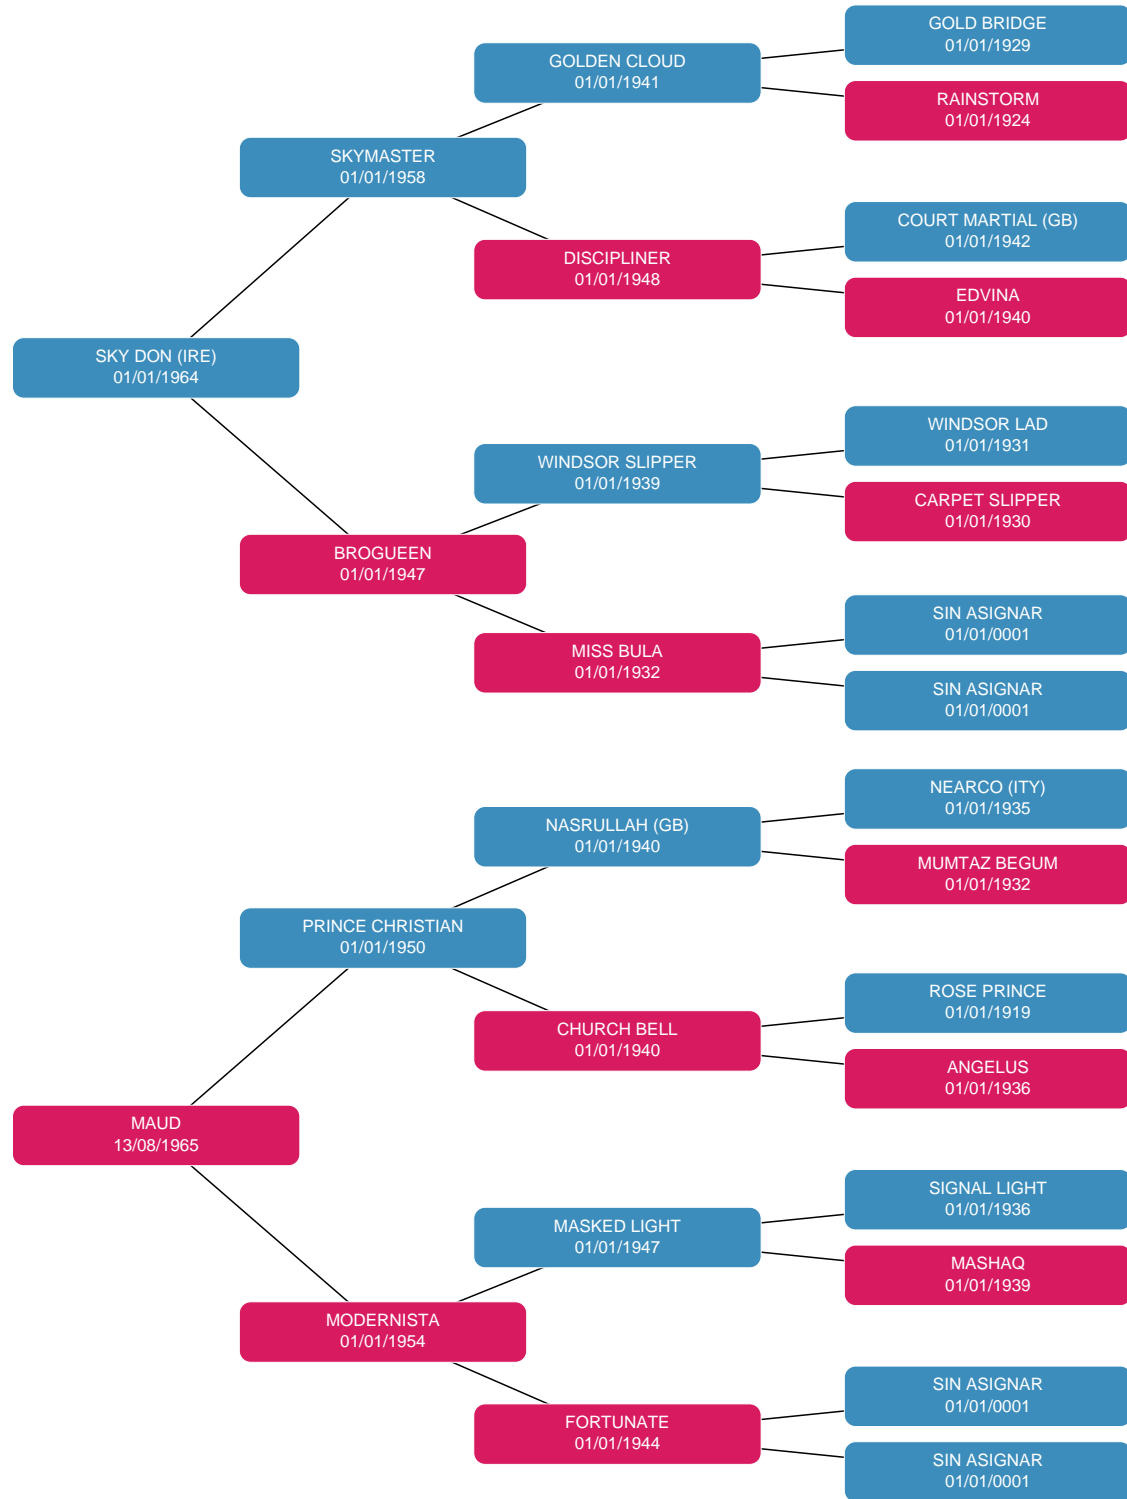 GOLD BRIDGE
01/01/1929
GOLDEN CLOUD
01/01/1941
RAINSTORM
01/01/1924
SKYMASTER
01/01/1958
COURT MARTIAL (GB)
01/01/1942
DISCIPLINER
01/01/1948
EDVINA
01/01/1940
SKY DON (IRE)
01/01/1964
WINDSOR LAD
01/01/1931
WINDSOR SLIPPER
01/01/1939
CARPET SLIPPER
01/01/1930
BROGUEEN
01/01/1947
SIN ASIGNAR
01/01/0001
MISS BULA
01/01/1932
SIN ASIGNAR
01/01/0001
NEARCO (ITY)
01/01/1935
NASRULLAH (GB)
01/01/1940
MUMTAZ BEGUM
01/01/1932
PRINCE CHRISTIAN
01/01/1950
ROSE PRINCE
01/01/1919
CHURCH BELL
01/01/1940
ANGELUS
01/01/1936
MAUD
13/08/1965
SIGNAL LIGHT
01/01/1936
MASKED LIGHT
01/01/1947
MASHAQ
01/01/1939
MODERNISTA
01/01/1954
SIN ASIGNAR
01/01/0001
FORTUNATE
01/01/1944
SIN ASIGNAR
01/01/0001